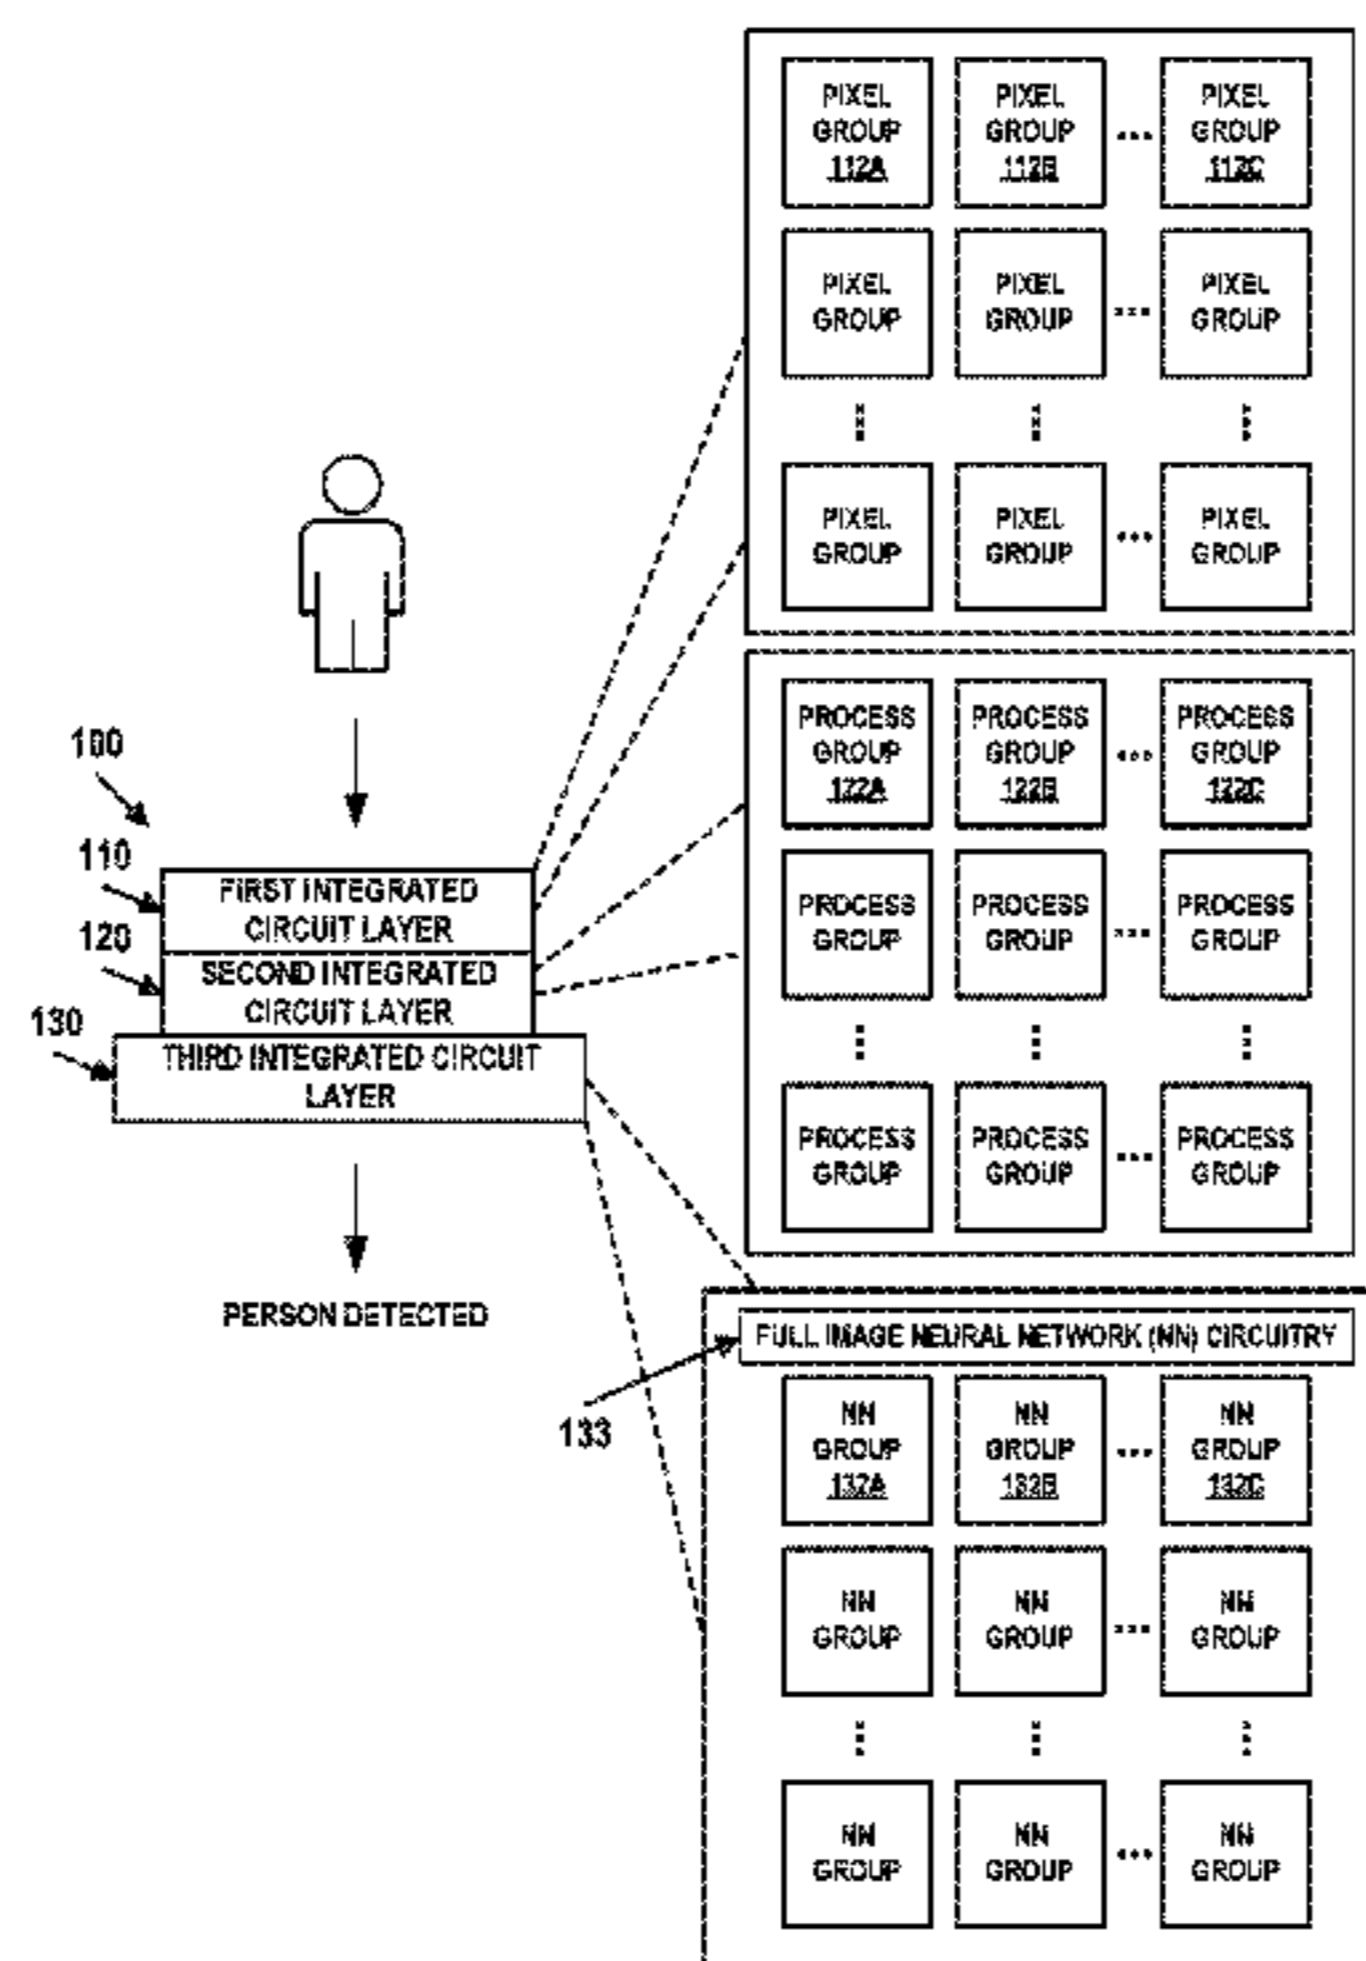 PIXEL GROUP 112A
PIXEL GROUP 112B
...
PIXEL GROUP 112C
PIXEL GROUP
PIXEL GROUP
...
PIXEL GROUP
PIXEL GROUP
PIXEL GROUP
...
PIXEL GROUP
PROCESS GROUP 122A
PROCESS GROUP 122B
...
PROCESS GROUP 122C
PROCESS GROUP
PROCESS GROUP
...
PROCESS GROUP
PROCESS GROUP
PROCESS GROUP
...
PROCESS GROUP
100
110
FIRST INTEGRATED
CIRCUIT LAYER
120
SECOND INTEGRATED
CIRCUIT LAYER
130
THIRD INTEGRATED CIRCUIT
LAYER
PERSON DETECTED
FULL IMAGE NEURAL NETWORK (NN) CIRCUITRY
133
NN GROUP 132A
NN GROUP 132B
...
NN GROUP 132C
NN GROUP
NN GROUP
...
NN GROUP
NN GROUP
NN GROUP
...
NN GROUP